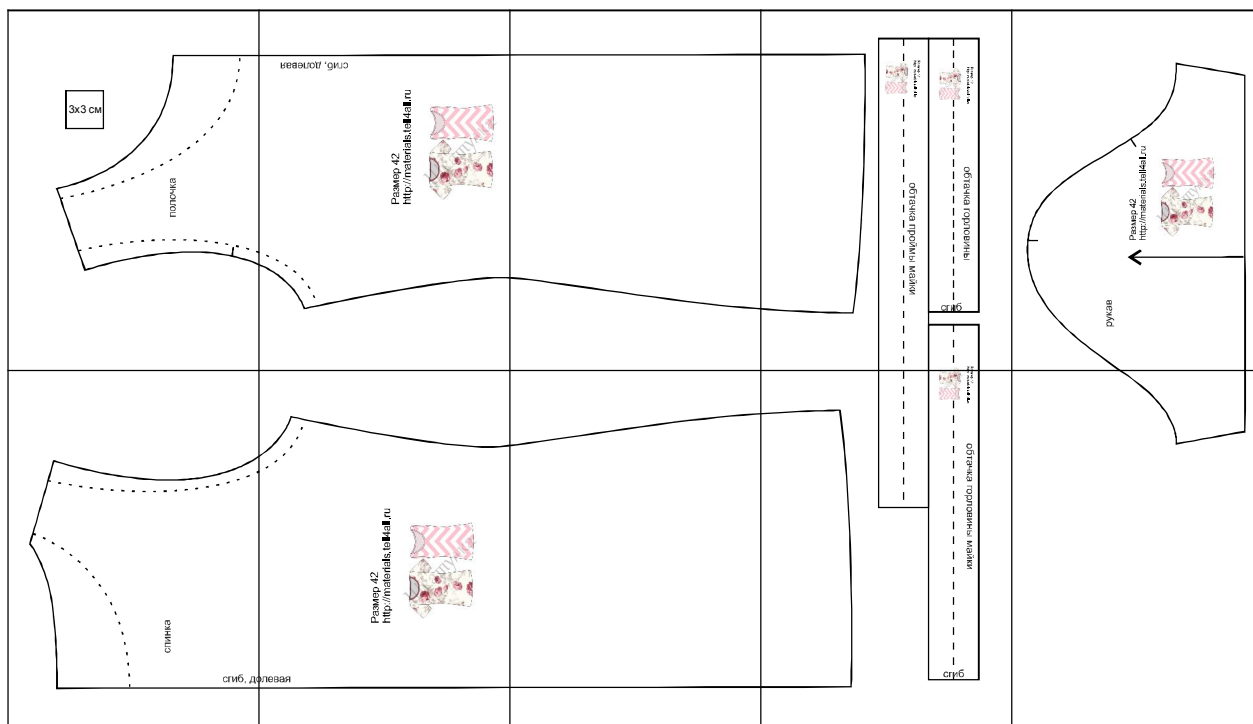 3x3 см
полочка
сгиб, долевая
Размер 42
http://materials.tell4all.ru
обтачка проймы майки
обтачка горловины
сгиб
Размер 42
http://materials.tell4all.ru
рукав
спинка
Размер 42
http://materials.tell4all.ru
сгиб, долевая
обтачка горловины майки
сгиб